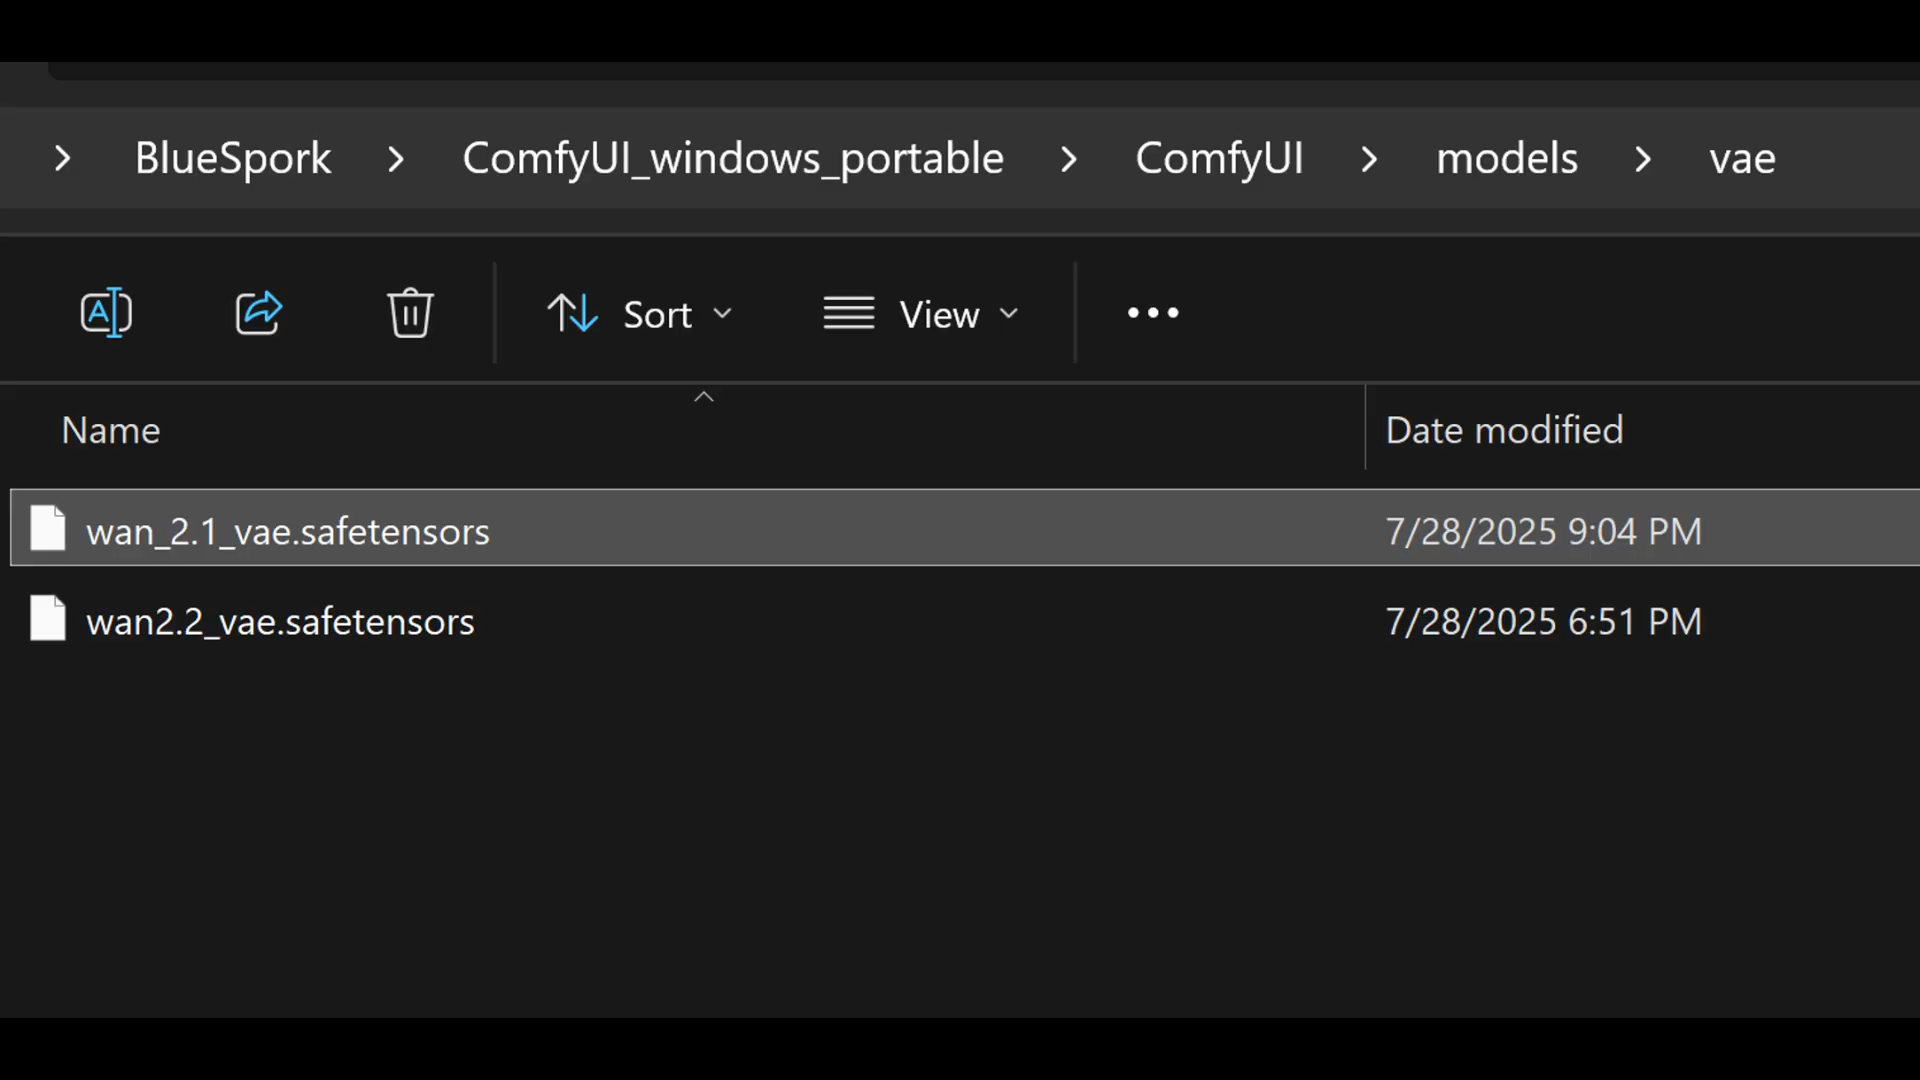 > BlueSpork > ComfyUI_windows_portable > ComfyUI > models > vae
Sort View
Name Date modified
wan_2.1_vae.safetensors 7/28/2025 9:04 PM
wan2.2_vae.safetensors 7/28/2025 6:51 PM